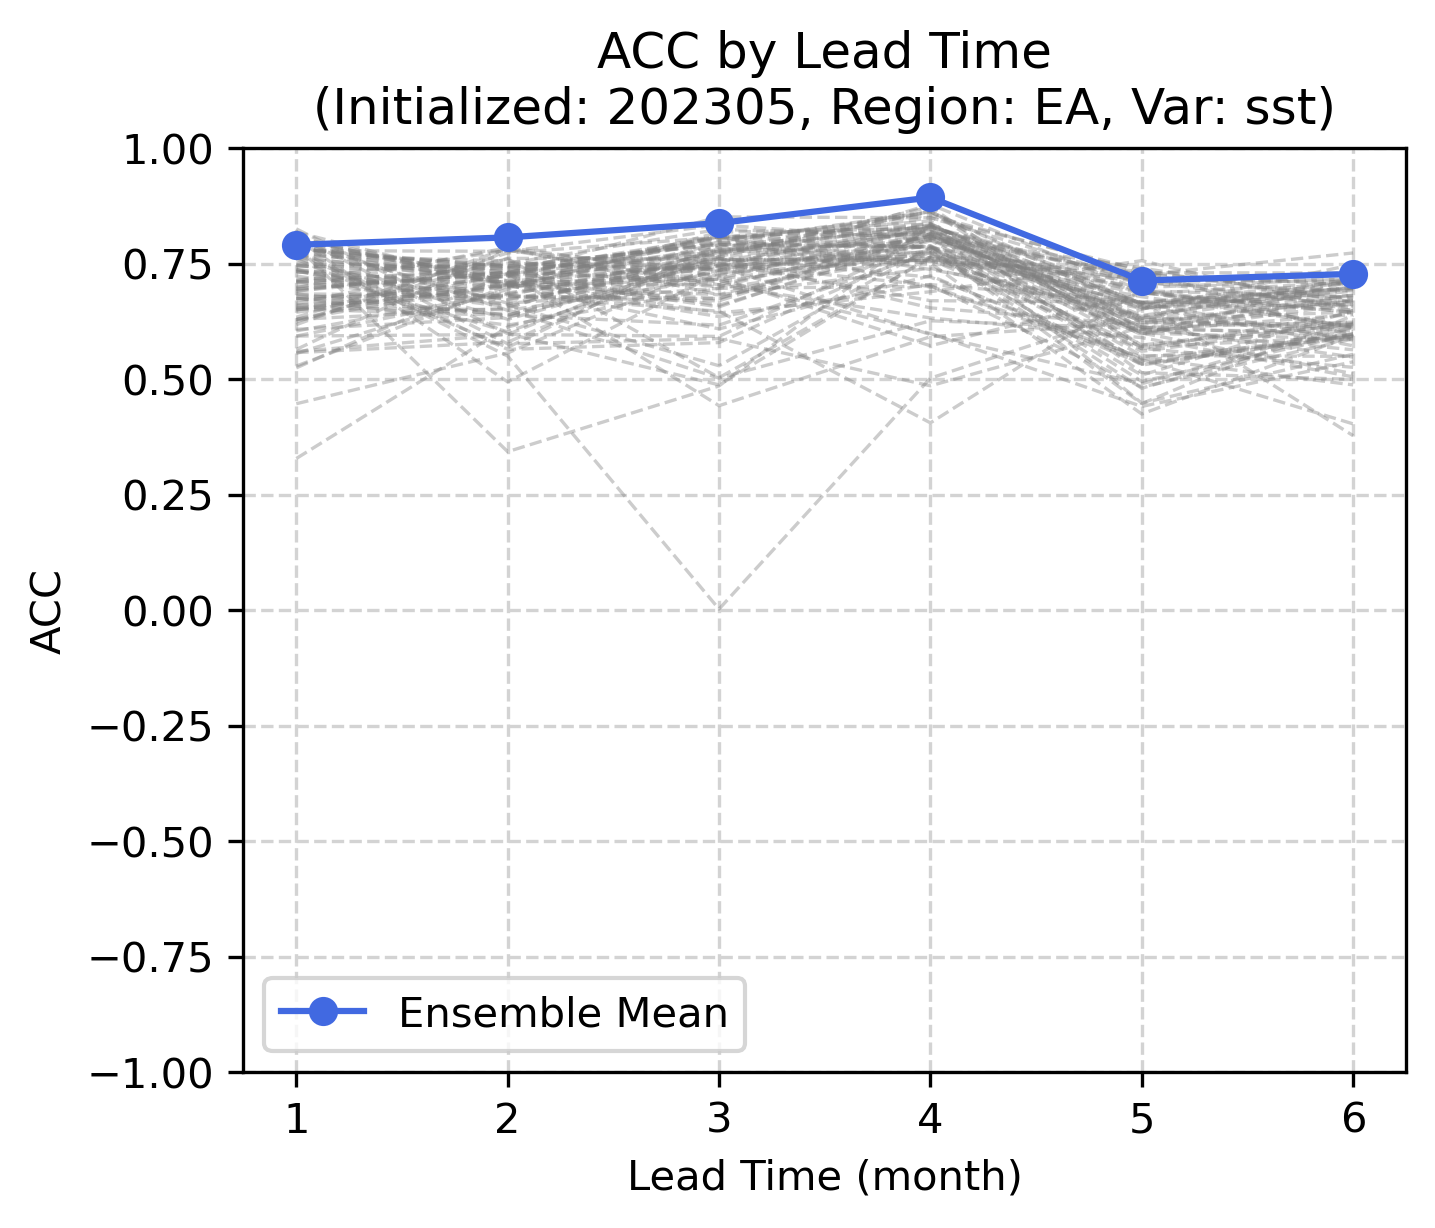 ACC by Lead Time
(Initialized: 202305, Region: EA, Var: sst)
1.00
0.75
0.50
0.25
0.00
−0.25
−0.50
−0.75
−1.00
ACC
Ensemble Mean
1 2 3 4 5 6
Lead Time (month)